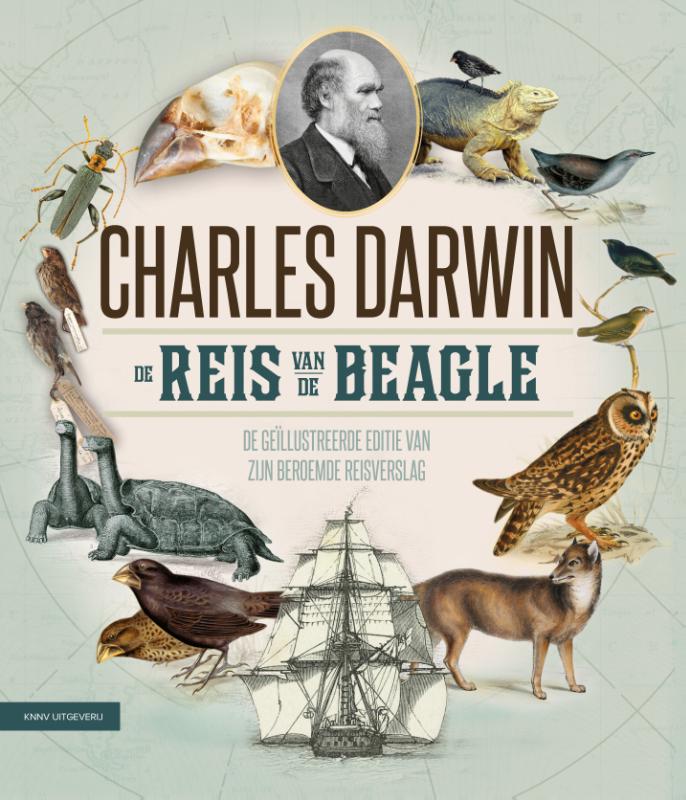 CHARLES DARWIN
DE REIS VAN DE BEAGLE
DE GEÏLLUSTREERDE EDITIE VAN
ZIJN BEROEMDE REISVERSLAG
KNNV UITGEVERIJ